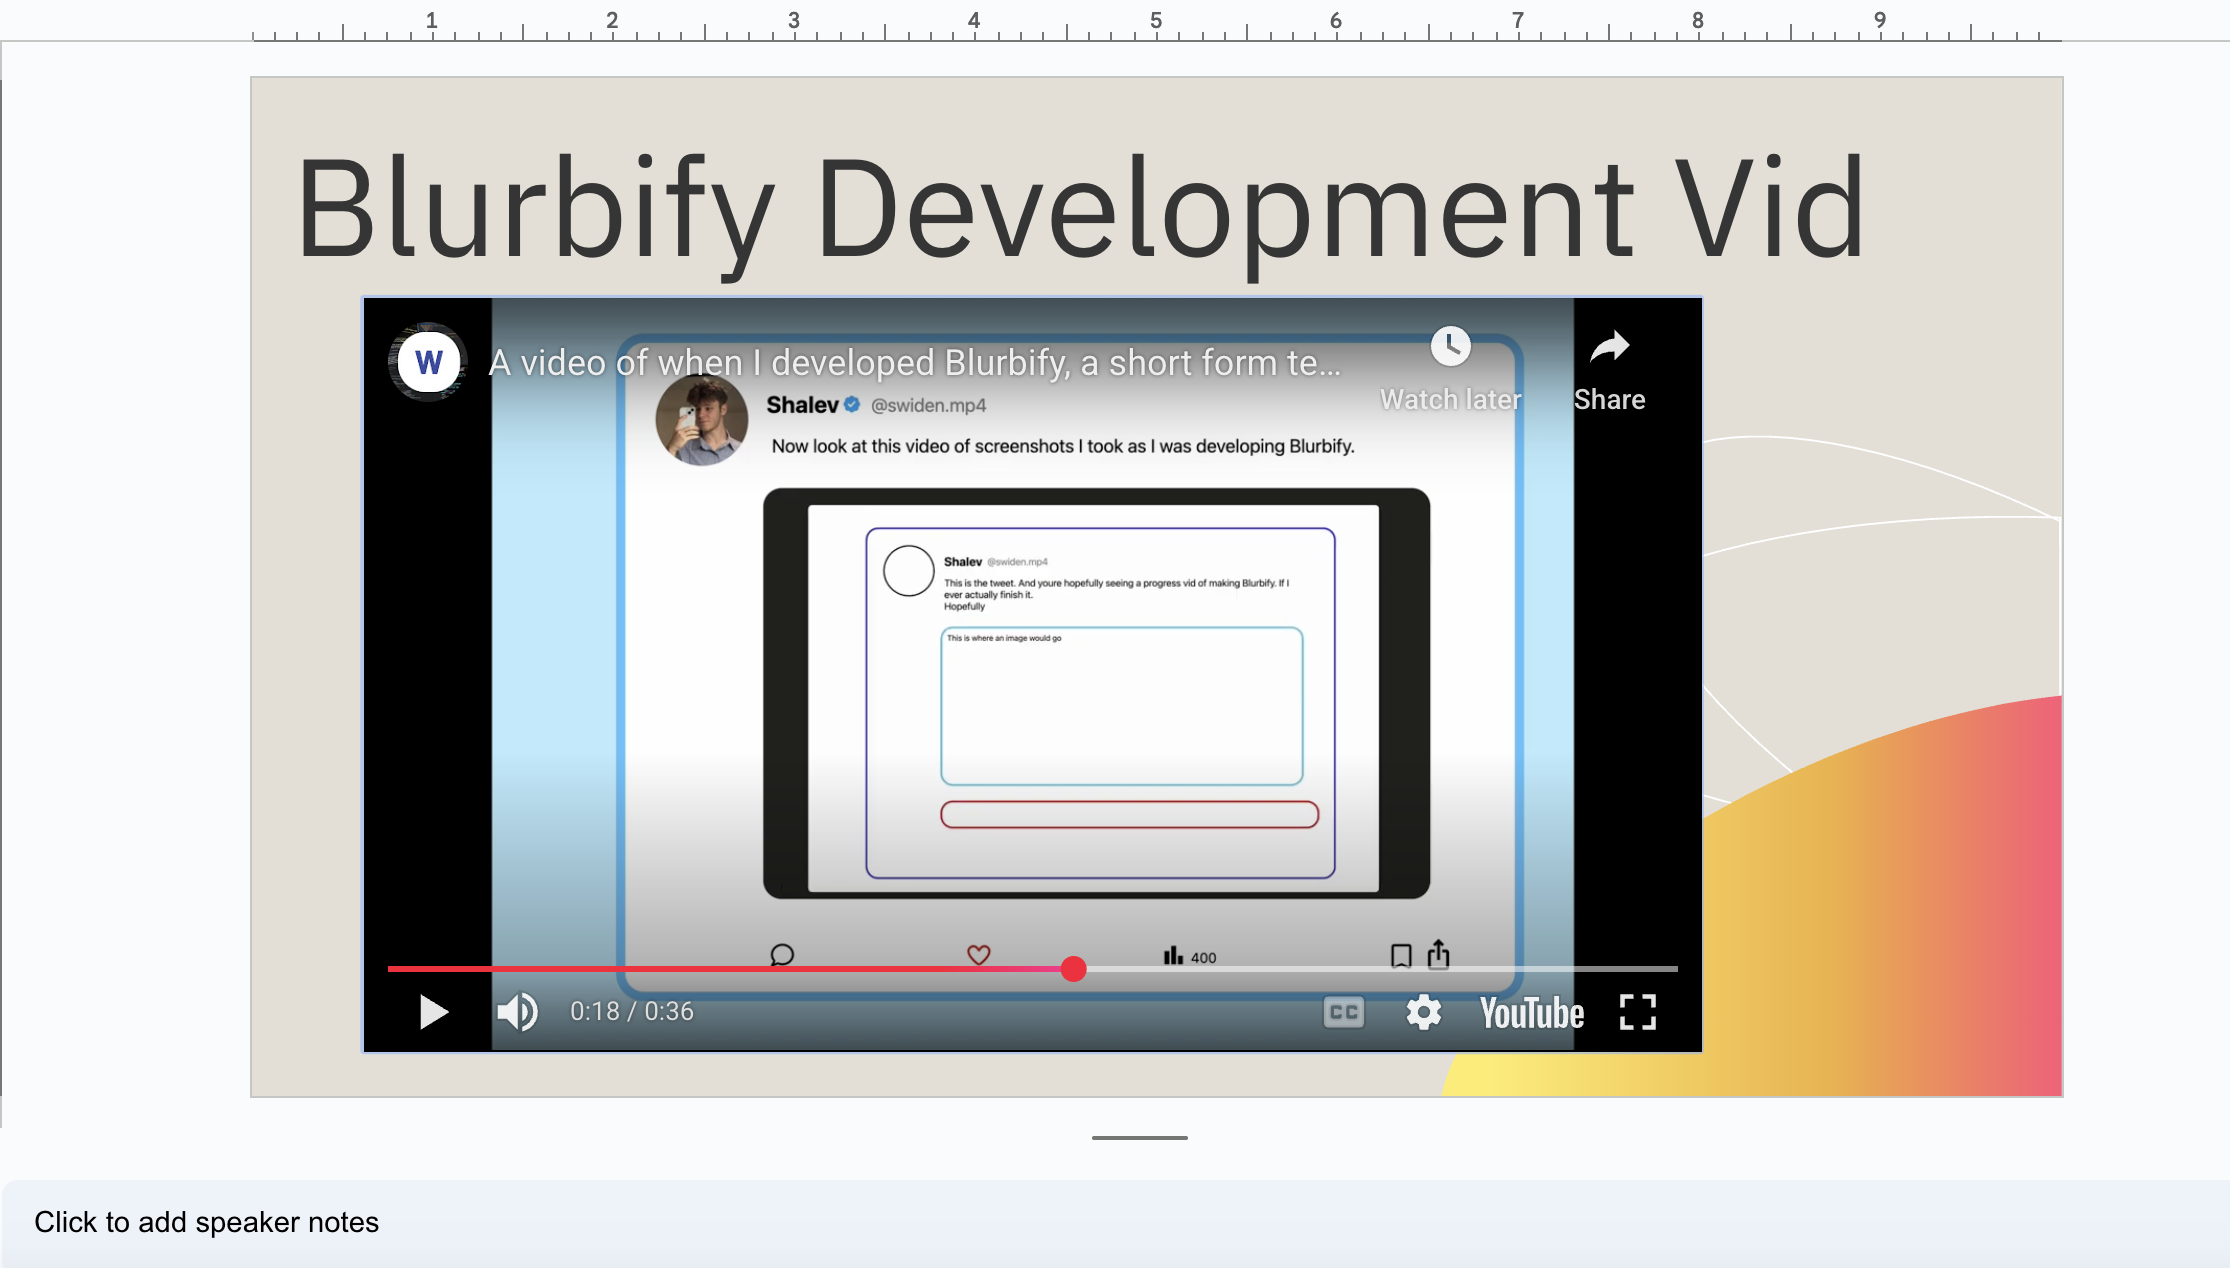 1 2 3 4 5 6 7 8 9
Blurbify Development Vid
W A video of when I developed Blurbify, a short form te...
Watch later Share
Shalev @swiden.mp4
Now look at this video of screenshots I took as I was developing Blurbify.
Shalev @swiden.mp4
This is the tweet. And youre hopefully seeing a progress vid of making Blurbify. If I
ever actually finish it.
Hopefully
This is where an image would go
400
0:18 / 0:36 CC YouTube
Click to add speaker notes